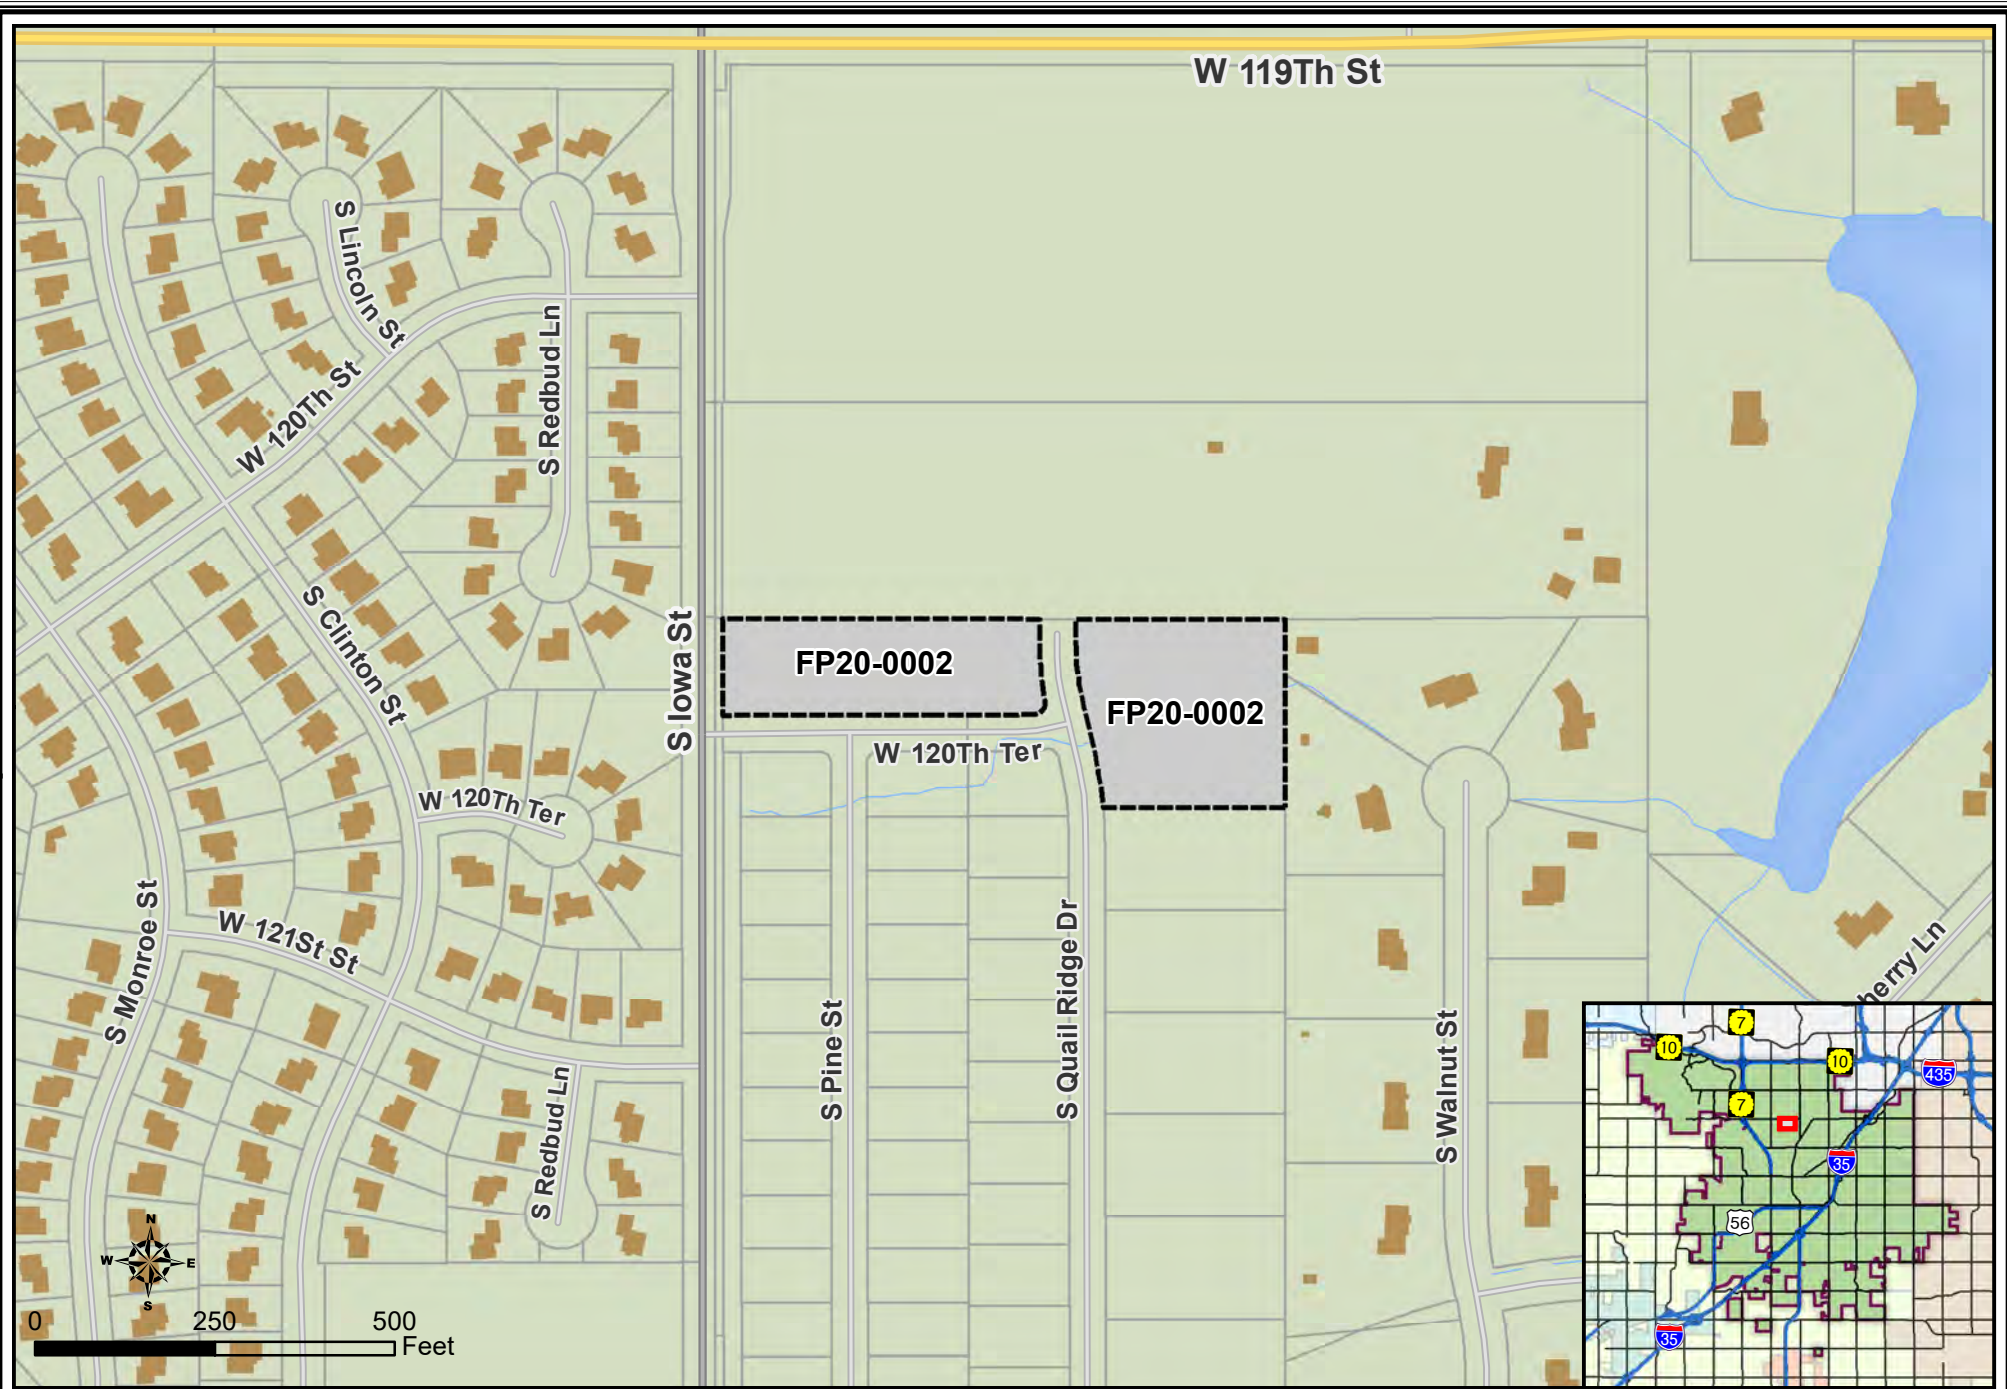 W 119Th St
S Lincoln St
S Redbud Ln
W 120Th St
S Clinton St
S Iowa St
FP20-0002
FP20-0002
W 120Th Ter
W 120Th Ter
S Monroe St
W 121St St
S Pine St
S Quail Ridge Dr
S Walnut St
herry Ln
S Redbud Ln
N
W
E
S
0 250 500
Feet
7
10
10
435
7
35
56
35